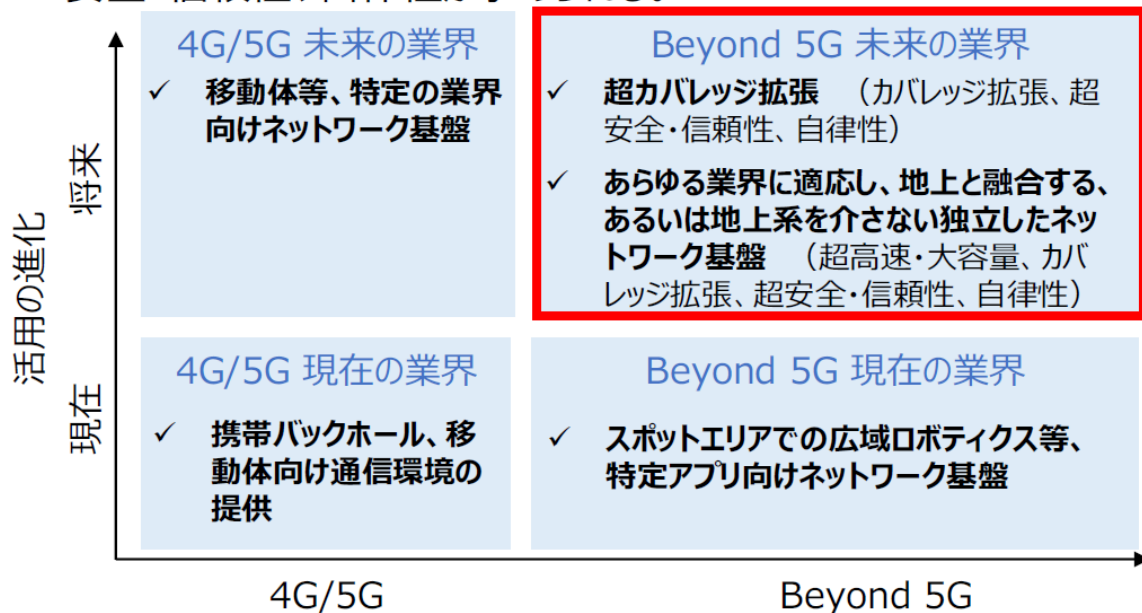 4G/5G 未来の業界
✓ 移動体等、特定の業界
向けネットワーク基盤
Beyond 5G 未来の業界
✓ 超カバレッジ拡張 （カバレッジ拡張、超
安全・信頼性、自律性）
✓ あらゆる業界に適応し、地上と融合する、
あるいは地上系を介さない独立したネッ
トワーク基盤 （超高速・大容量、カバ
レッジ拡張、超安全・信頼性、自律性）
将来
活用の進化
現在
4G/5G 現在の業界
✓ 携帯バックホール、移
動体向け通信環境の
提供
Beyond 5G 現在の業界
✓ スポットエリアでの広域ロボティクス等、
特定アプリ向けネットワーク基盤
4G/5G
Beyond 5G